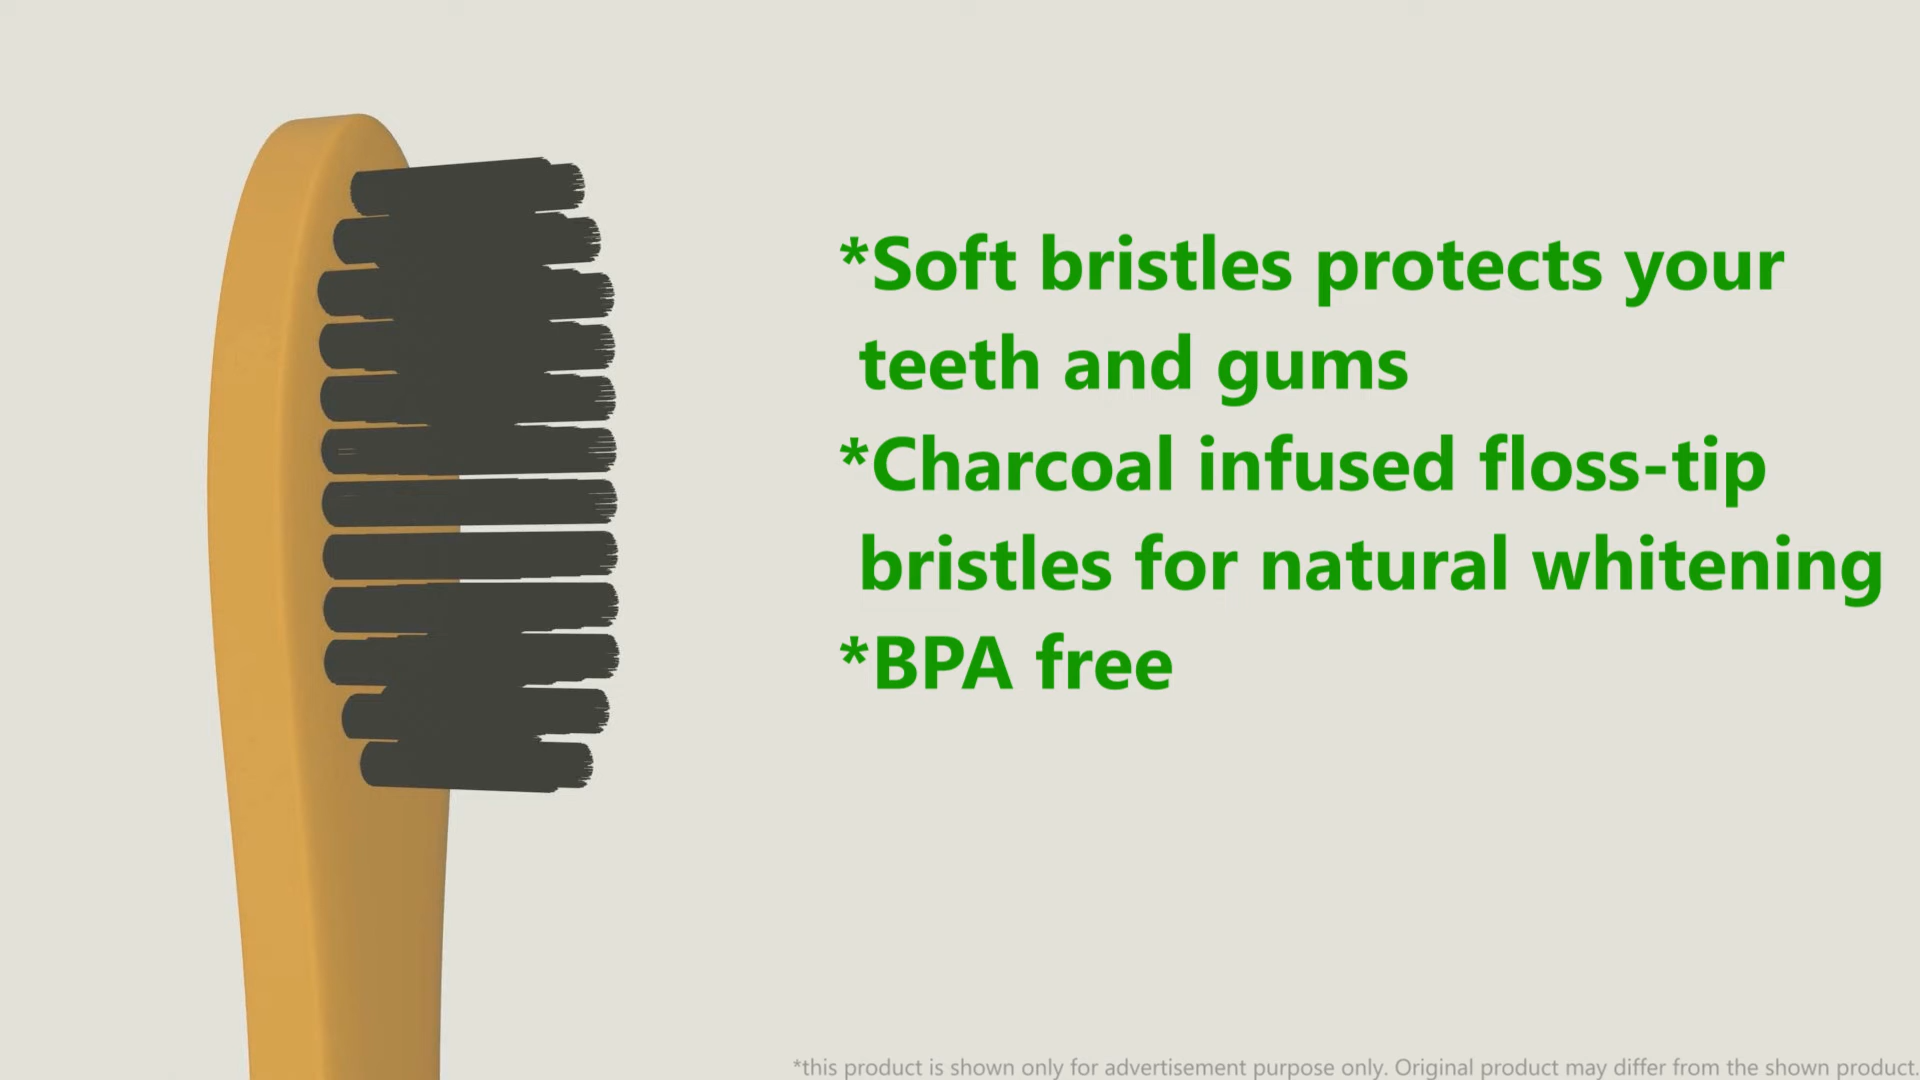 *Soft bristles protects your
teeth and gums
*Charcoal infused floss-tip
bristles for natural whitening
*BPA free
*this product is shown only for advertisement purpose only. Original product may differ from the shown product.